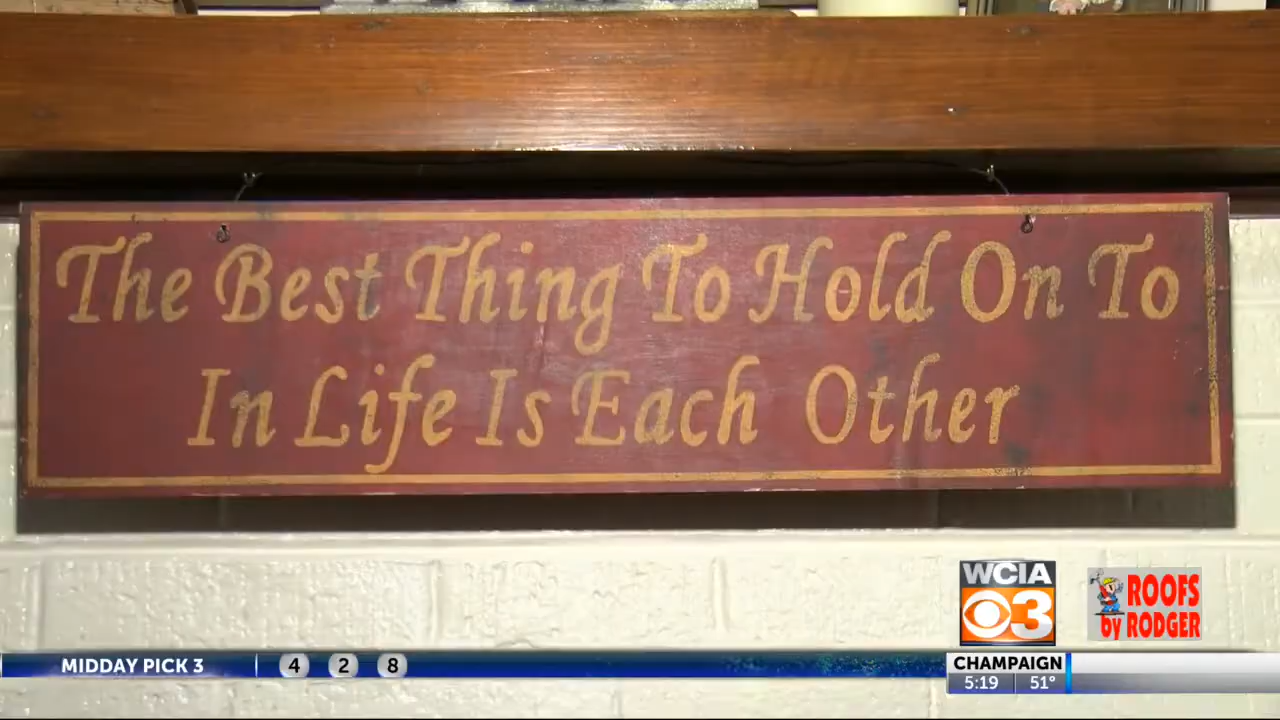 The Best Thing To Hold On To
In Life Is Each Other
WCIA
3
ROOFS
by RODGER
MIDDAY PICK 3 4 2 8
CHAMPAIGN
5:19 51°